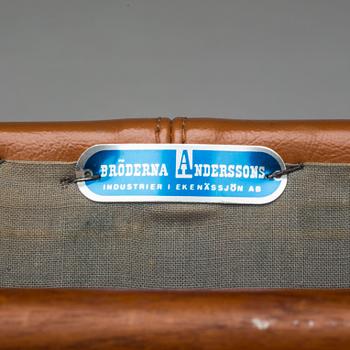 BRÖDERNA ANDERSSONS
INDUSTRIER I EKENÄSSJÖN AB